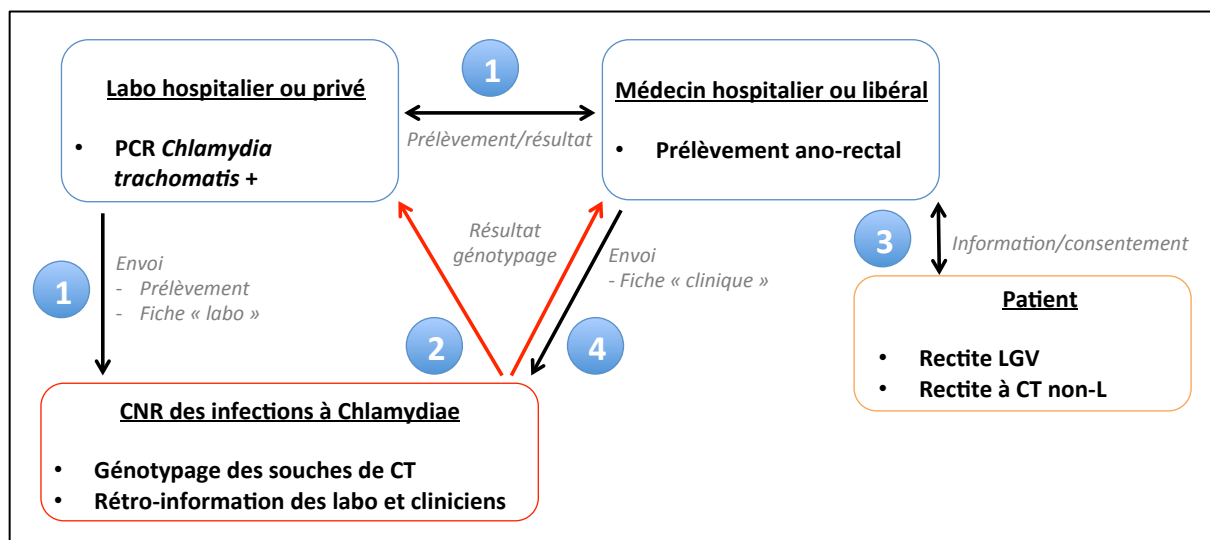 Labo hospitalier ou privé
• PCR Chlamydia
trachomatis +
1
Prélèvement/résultat
Médecin hospitalier ou libéral
• Prélèvement ano-rectal
1
Envoi
- Prélèvement
- Fiche « labo »
Résultat
génotypage
2
Envoi
- Fiche « clinique »
4
3
Information/consentement
Patient
• Rectite LGV
• Rectite à CT non-L
CNR des infections à Chlamydiae
• Génotypage des souches de CT
• Rétro-information des labo et cliniciens